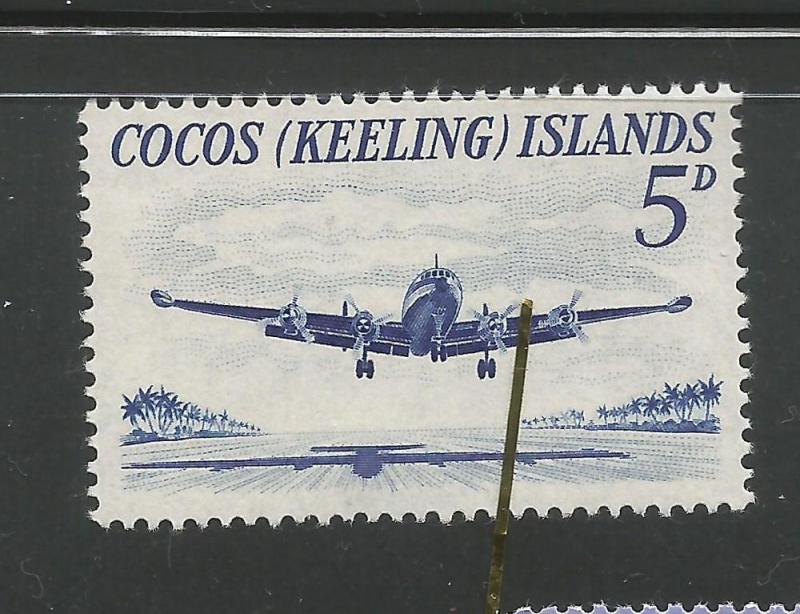 COCOS (KEELING) ISLANDS
5D